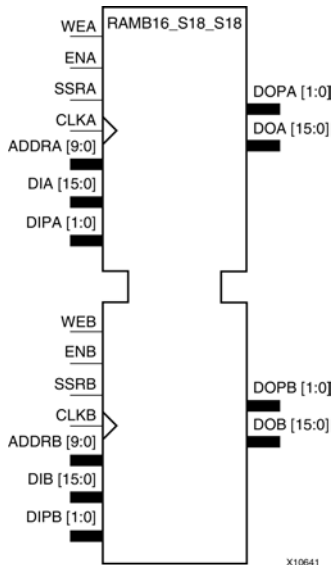 RAMB16_S18_S18
WEA
ENA
SSRA
CLKA
ADDRA [9:0]
DIA [15:0]
DIPA [1:0]
DOPA [1:0]
DOA [15:0]
WEB
ENB
SSRB
CLKB
ADDRB [9:0]
DIB [15:0]
DIPB [1:0]
DOPB [1:0]
DOB [15:0]
X10641